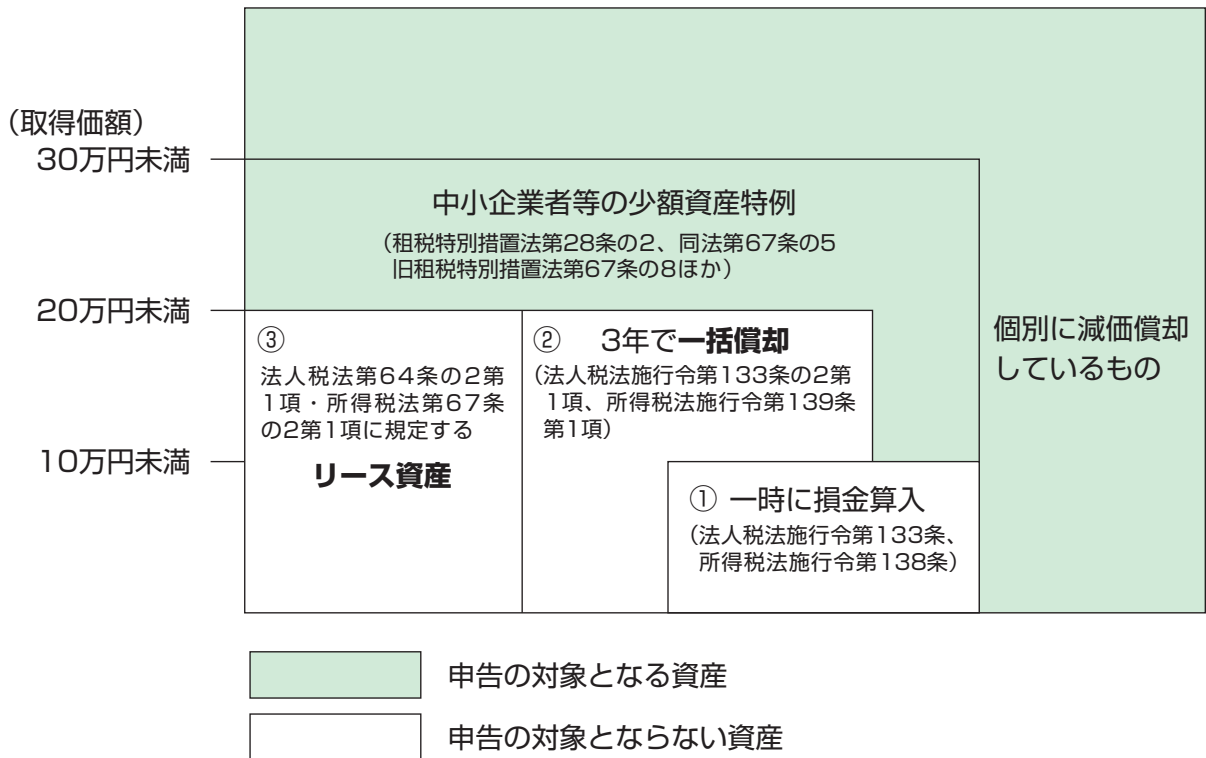 （取得価額）
30万円未満
中小企業者等の少額資産特例
（租税特別措置法第28条の2、同法第67条の5
旧租税特別措置法第67条の8ほか）
20万円未満
個別に減価償却
しているもの
③
法人税法第64条の2第
1項・所得税法第67条
の2第1項に規定する
リース資産
② 3年で一括償却
（法人税法施行令第133条の2第
1項、所得税法施行令第139条
第1項）
10万円未満
① 一時に損金算入
（法人税法施行令第133条、
所得税法施行令第138条）
申告の対象となる資産
申告の対象とならない資産